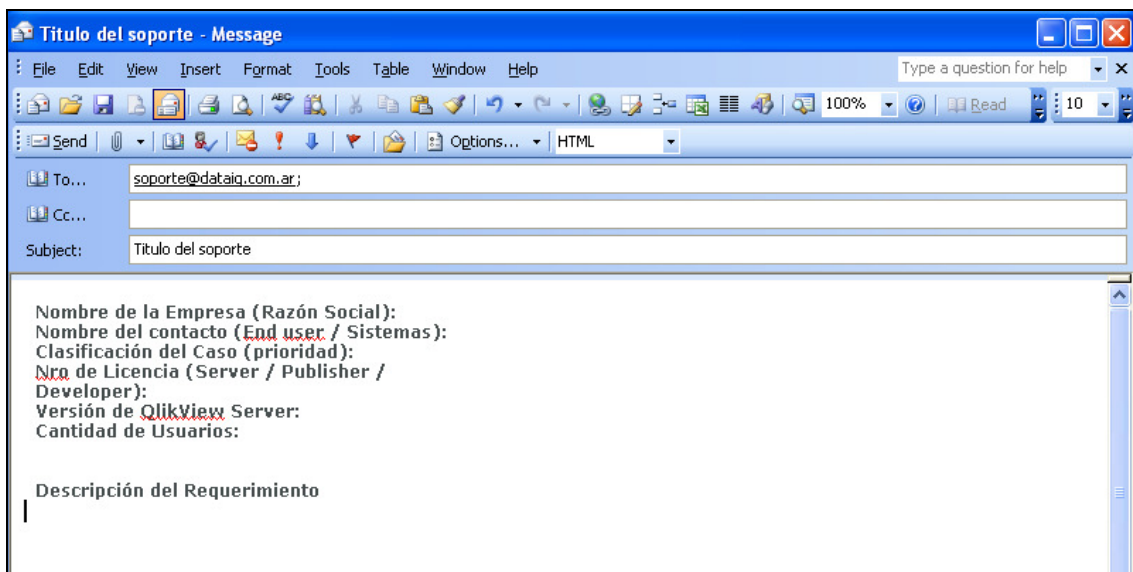 Titulo del soporte - Message
File Edit View Insert Format Tools Table Window Help Type a question for help
ABC 100% Read 10
Send Options... HTML
To... soporte@dataiq.com.ar;
Cc...
Subject: Titulo del soporte
Nombre de la Empresa (Razón Social):
Nombre del contacto (End user / Sistemas):
Clasificación del Caso (prioridad):
Nro de Licencia (Server / Publisher /
Developer):
Versión de QlikView Server:
Cantidad de Usuarios:
Descripción del Requerimiento